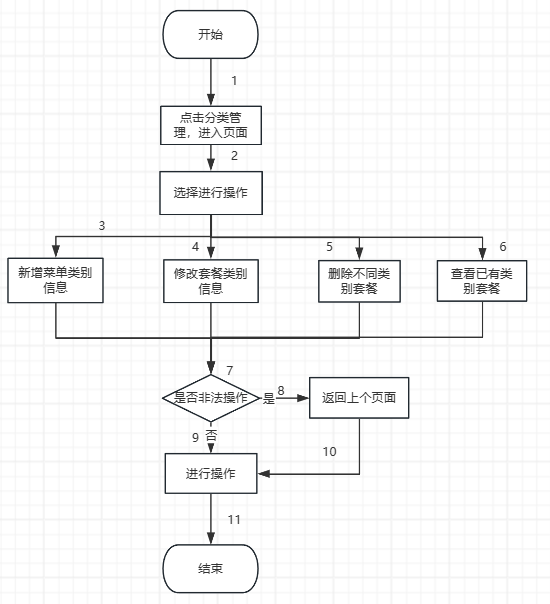 开始
1
点击分类管
理，进入页面
2
选择进行操作
3
4
5
6
新增菜单类别
信息
修改套餐类别
信息
删除不同类
别套餐
查看已有类
别套餐
7
是否非法操作
是
8
返回上个页面
9
否
10
进行操作
11
结束